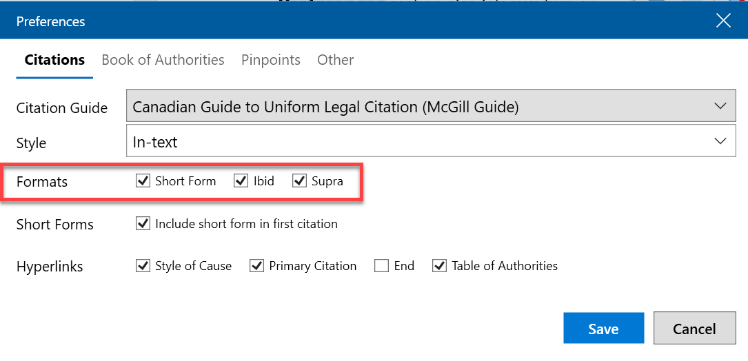 Preferences
Citations Book of Authorities Pinpoints Other
Citation Guide Canadian Guide to Uniform Legal Citation (McGill Guide)
Style In-text
Formats Short Form Ibid Supra
Short Forms Include short form in first citation
Hyperlinks Style of Cause Primary Citation End Table of Authorities
Save Cancel